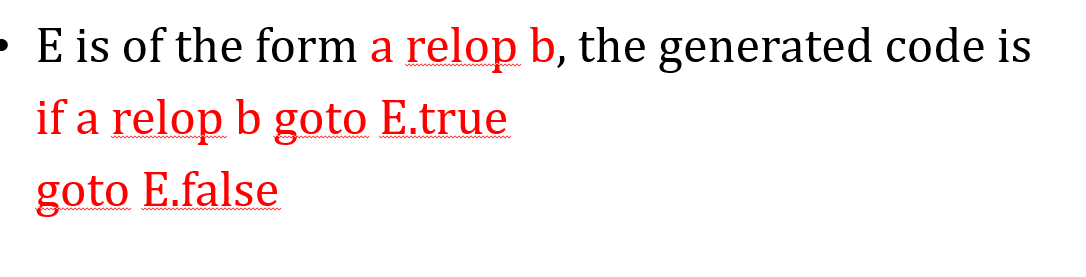 • E is of the form a relop b, the generated code is
if a relop b goto E.true
goto E.false